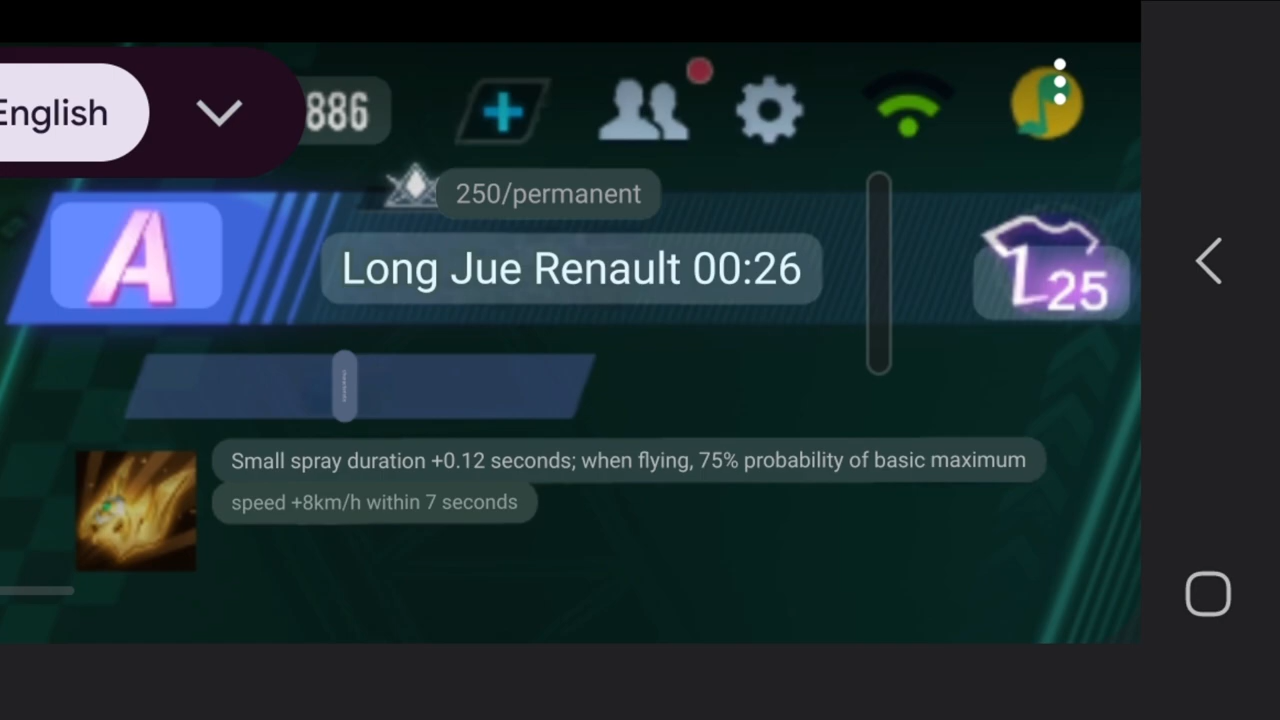 English
886
250/permanent
A
Long Jue Renault 00:26
25
Small spray duration +0.12 seconds; when flying, 75% probability of basic maximum
speed +8km/h within 7 seconds